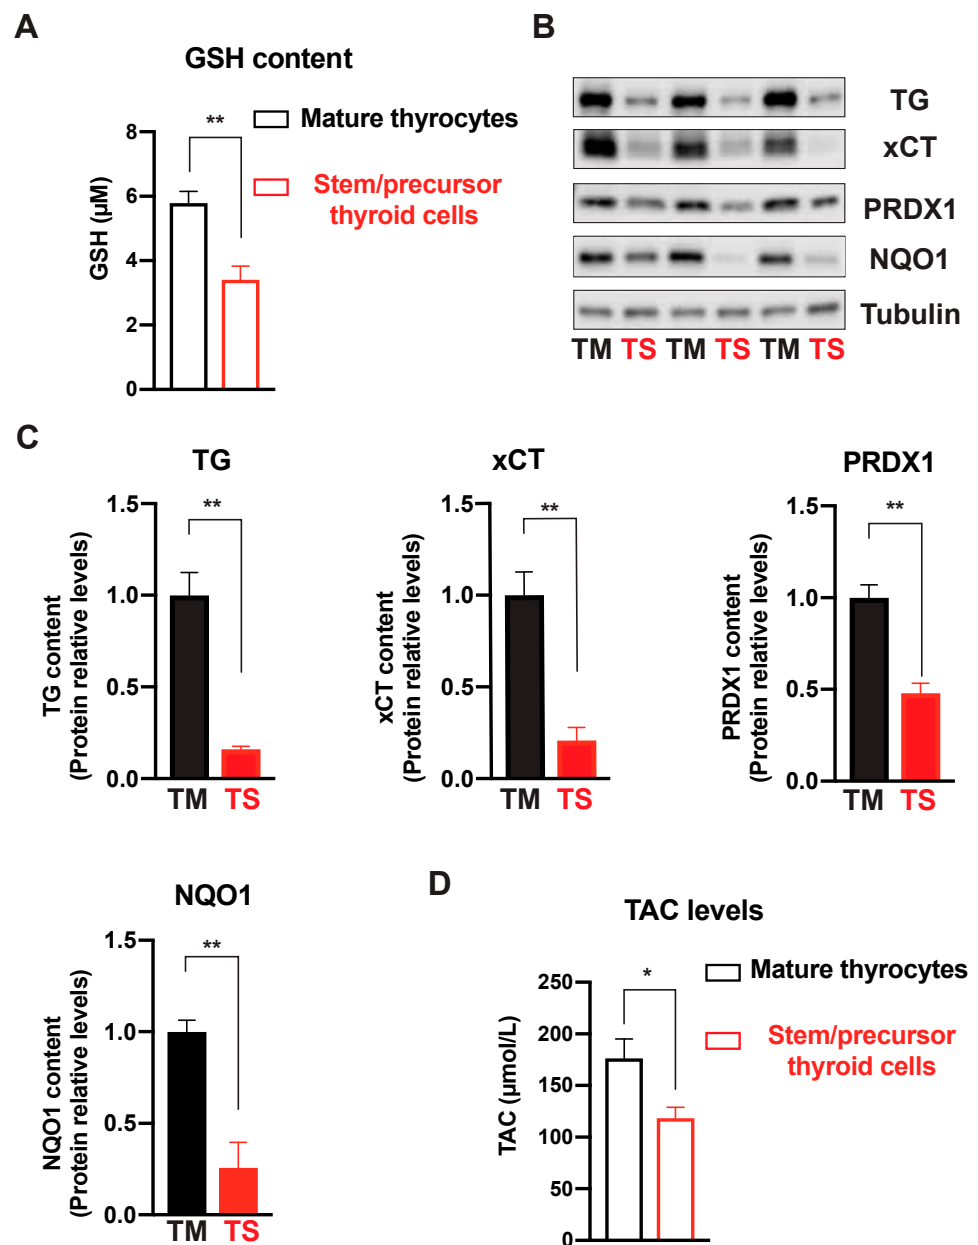 A
GSH content
**
Mature thyrocytes
Stem/precursor
thyroid cells
GSH (µM)
8
6
4
2
0
B
TG
xCT
PRDX1
NQO1
Tubulin
TM TS TM TS TM TS
C
TG
**
TG content
(Protein relative levels)
1.5
1.0
0.5
0.0
TM TS
xCT
**
xCT content
(Protein relative levels)
1.5
1.0
0.5
0.0
TM TS
PRDX1
**
PRDX1 content
(Protein relative levels)
1.5
1.0
0.5
0.0
TM TS
NQO1
**
NQO1 content
(Protein relative levels)
1.5
1.0
0.5
0.0
TM TS
D
TAC levels
*
Mature thyrocytes
Stem/precursor
thyroid cells
TAC (µmol/L)
250
200
150
100
50
0